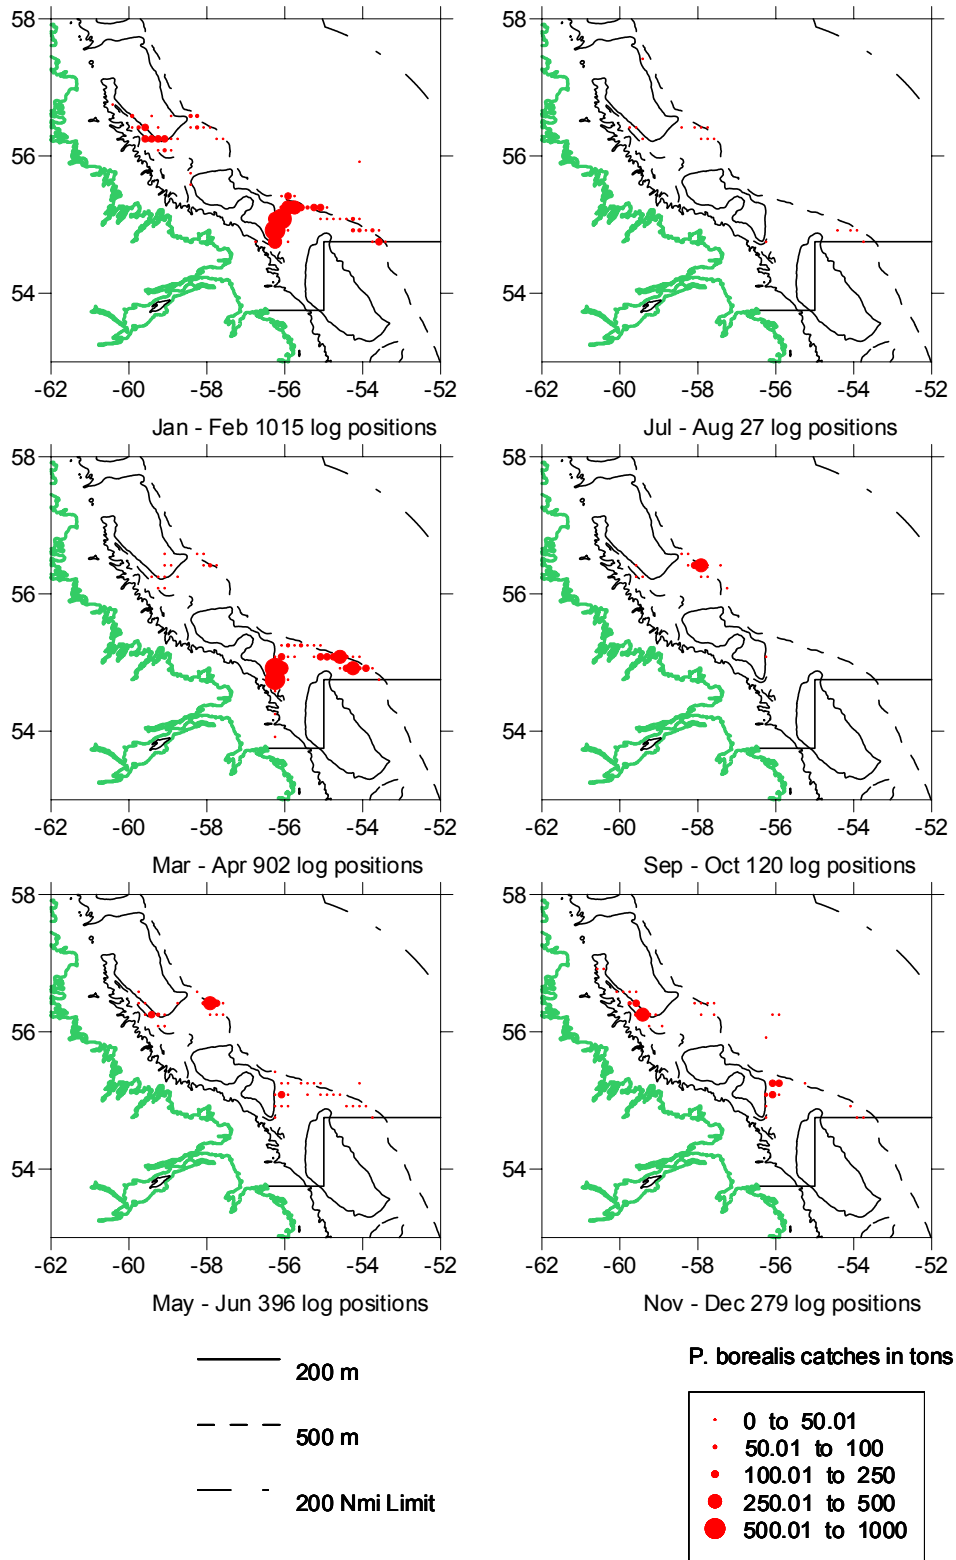 58
56
54
-62 -60 -58 -56 -54 -52
Jan - Feb 1015 log positions
58
56
54
-62 -60 -58 -56 -54 -52
Jul - Aug 27 log positions
58
56
54
-62 -60 -58 -56 -54 -52
Mar - Apr 902 log positions
58
56
54
-62 -60 -58 -56 -54 -52
Sep - Oct 120 log positions
58
56
54
-62 -60 -58 -56 -54 -52
May - Jun 396 log positions
58
56
54
-62 -60 -58 -56 -54 -52
Nov - Dec 279 log positions
200 m
500 m
200 Nmi Limit
P. borealis catches in tons
0 to 50.01
50.01 to 100
100.01 to 250
250.01 to 500
500.01 to 1000